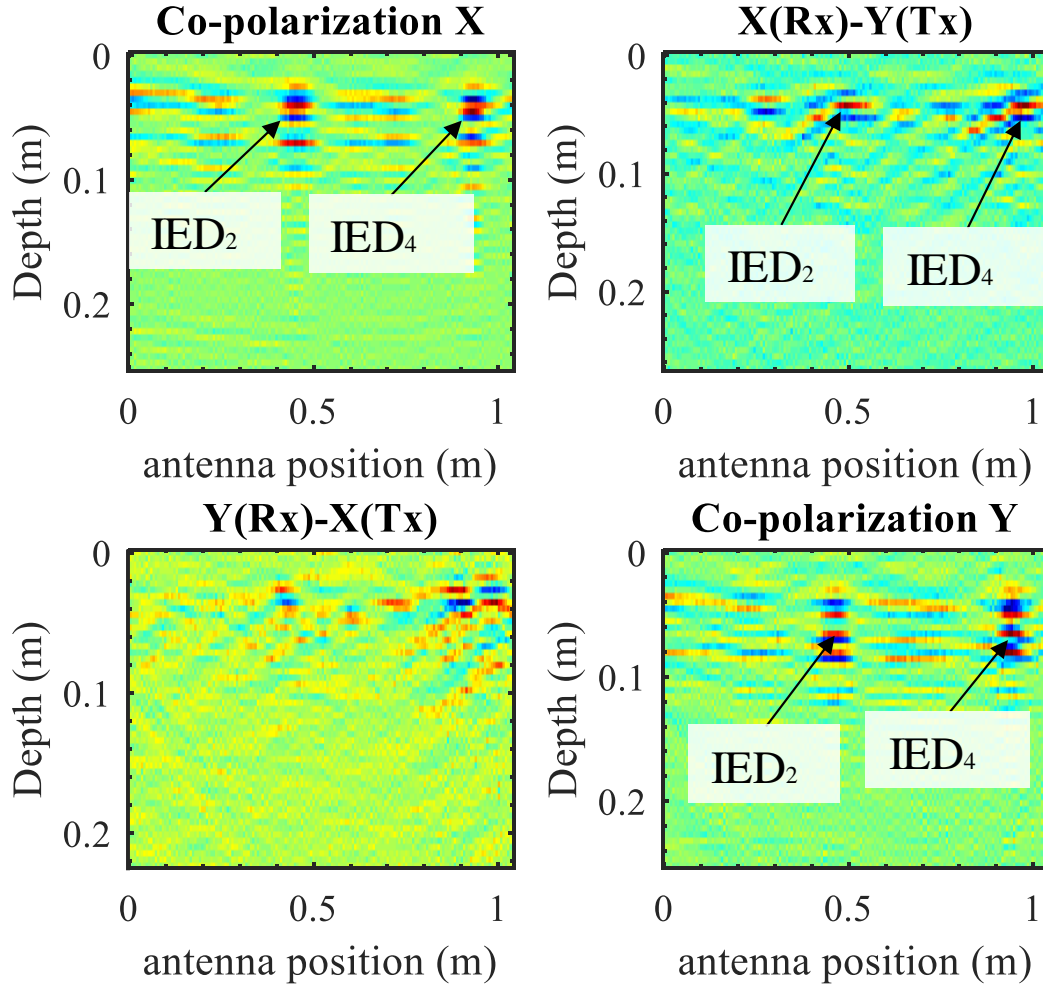 Co-polarization X
0
0.1
0.2
Depth (m)
IED2
IED4
0 0.5 1
antenna position (m)
X(Rx)-Y(Tx)
0
0.1
0.2
Depth (m)
IED2
IED4
0 0.5 1
antenna position (m)
Y(Rx)-X(Tx)
0
0.1
0.2
Depth (m)
0 0.5 1
antenna position (m)
Co-polarization Y
0
0.1
0.2
Depth (m)
IED2
IED4
0 0.5 1
antenna position (m)